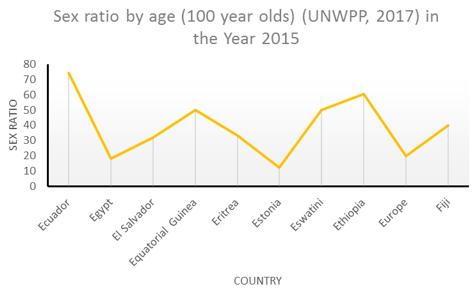 Sex ratio by age (100 year olds) (UNWPP, 2017) in
the Year 2015
80
70
60
50
40
30
20
10
0
SEX RATIO
Ecuador
Egypt
El Salvador
Equatorial Guinea
Eritrea
Estonia
Eswatini
Ethiopia
Europe
Fiji
COUNTRY